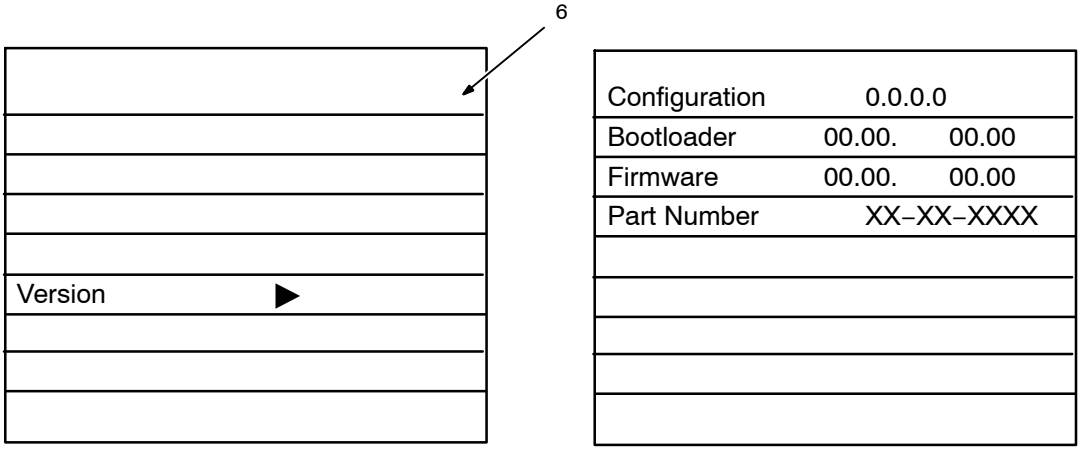 6
Version
Configuration 0.0.0.0
Bootloader 00.00. 00.00
Firmware 00.00. 00.00
Part Number XX–XX–XXXX